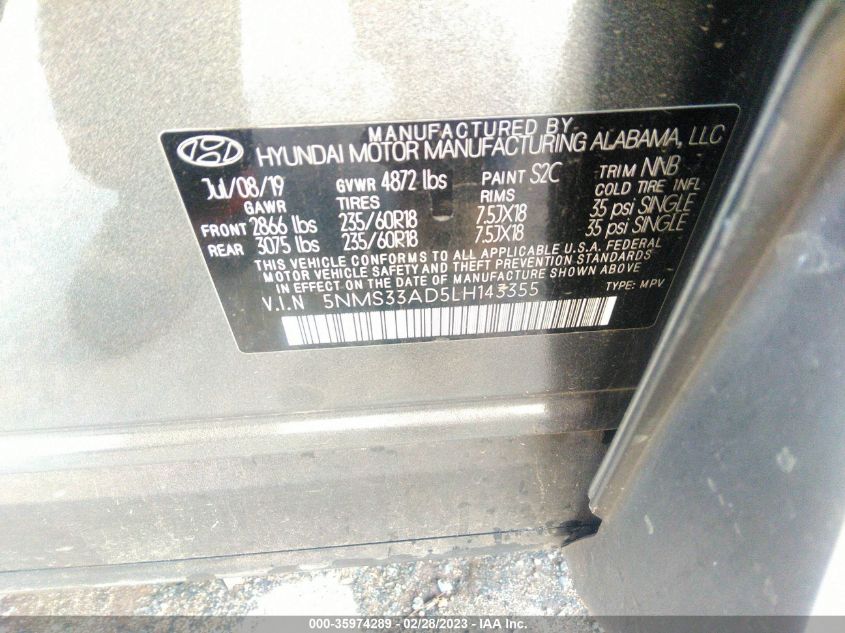 MANUFACTURED BY
HYUNDAI MOTOR MANUFACTURING ALABAMA, LLC
Jul/08/19 GVWR 4872 lbs PAINT S2C TRIM NNB
GAWR TIRES RIMS COLD TIRE INFL
FRONT 2866 lbs 235/60R18 7.5JX18 35 psi SINGLE
REAR 3075 lbs 235/60R18 7.5JX18 35 psi SINGLE
THIS VEHICLE CONFORMS TO ALL APPLICABLE U.S.A. FEDERAL
MOTOR VEHICLE SAFETY AND THEFT PREVENTION STANDARDS
IN EFFECT ON THE DATE OF MANUFACTURE SHOWN ABOVE
V.I.N 5NMS33AD5LH143355 TYPE: MPV
000-35974289 - 02/28/2023 - IAA Inc.